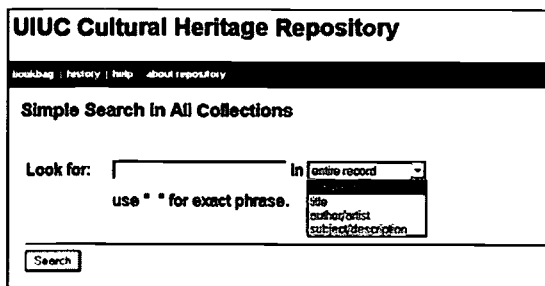 UIUC Cultural Heritage Repository
bookbag | history | help about repository
Simple Search in All Collections
Look for: in entire record
use " " for exact phrase.
title
author/artist
subject/description
Search